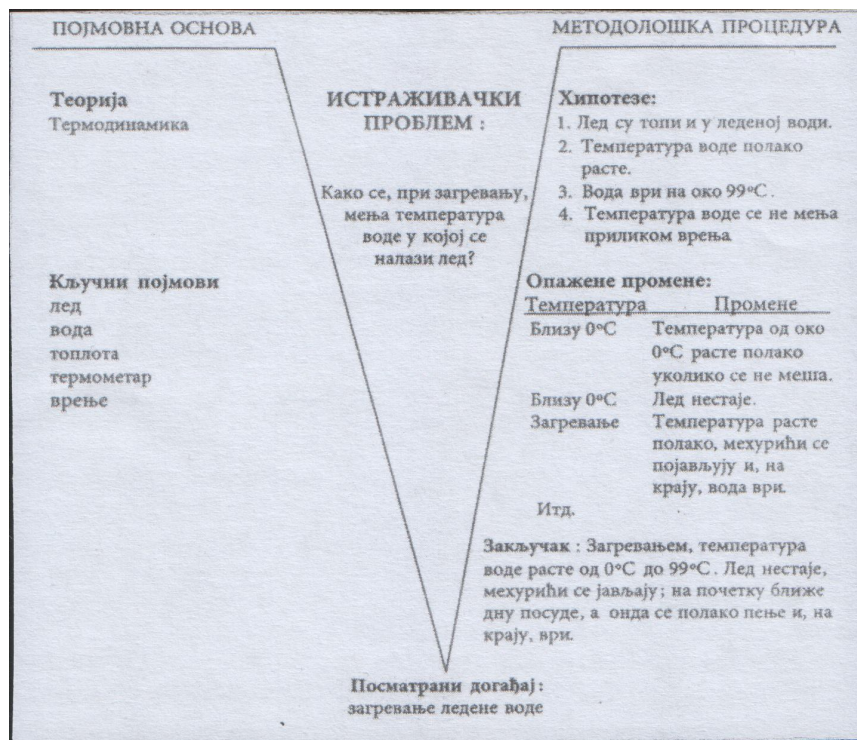 ПОЈМОВНА ОСНОВА
МЕТОДОЛОШКА ПРОЦЕДУРА
Теорија
Термодинамика
Кључни појмови
лед
вода
топлота
термометар
врење
ИСТРАЖИВАЧКИ
ПРОБЛЕМ :
Како се, при загревању,
мења температура
воде у којој се
налази лед?
Хипотезе:
1. Лед су топи и у леденој води.
2. Температура воде полако
расте.
3. Вода ври на око 99°C.
4. Температура воде се не мења
приликом врења
Опажене промене:
Температура Промене
Близу 0°C Температура од око
0°C расте полако
уколико се не меша.
Близу 0°C Лед нестаје.
Загревање Температура расте
полако, мехурићи се
појављују и, на
крају, вода ври.
Итд.
Закључак : Загревањем, температура
воде расте од 0°C до 99°C. Лед нестаје,
мехурићи се јављају; на почетку ближе
дну посуде, а онда се полако пење и, на
крају, ври.
Посматрани догађај :
загревање ледене воде